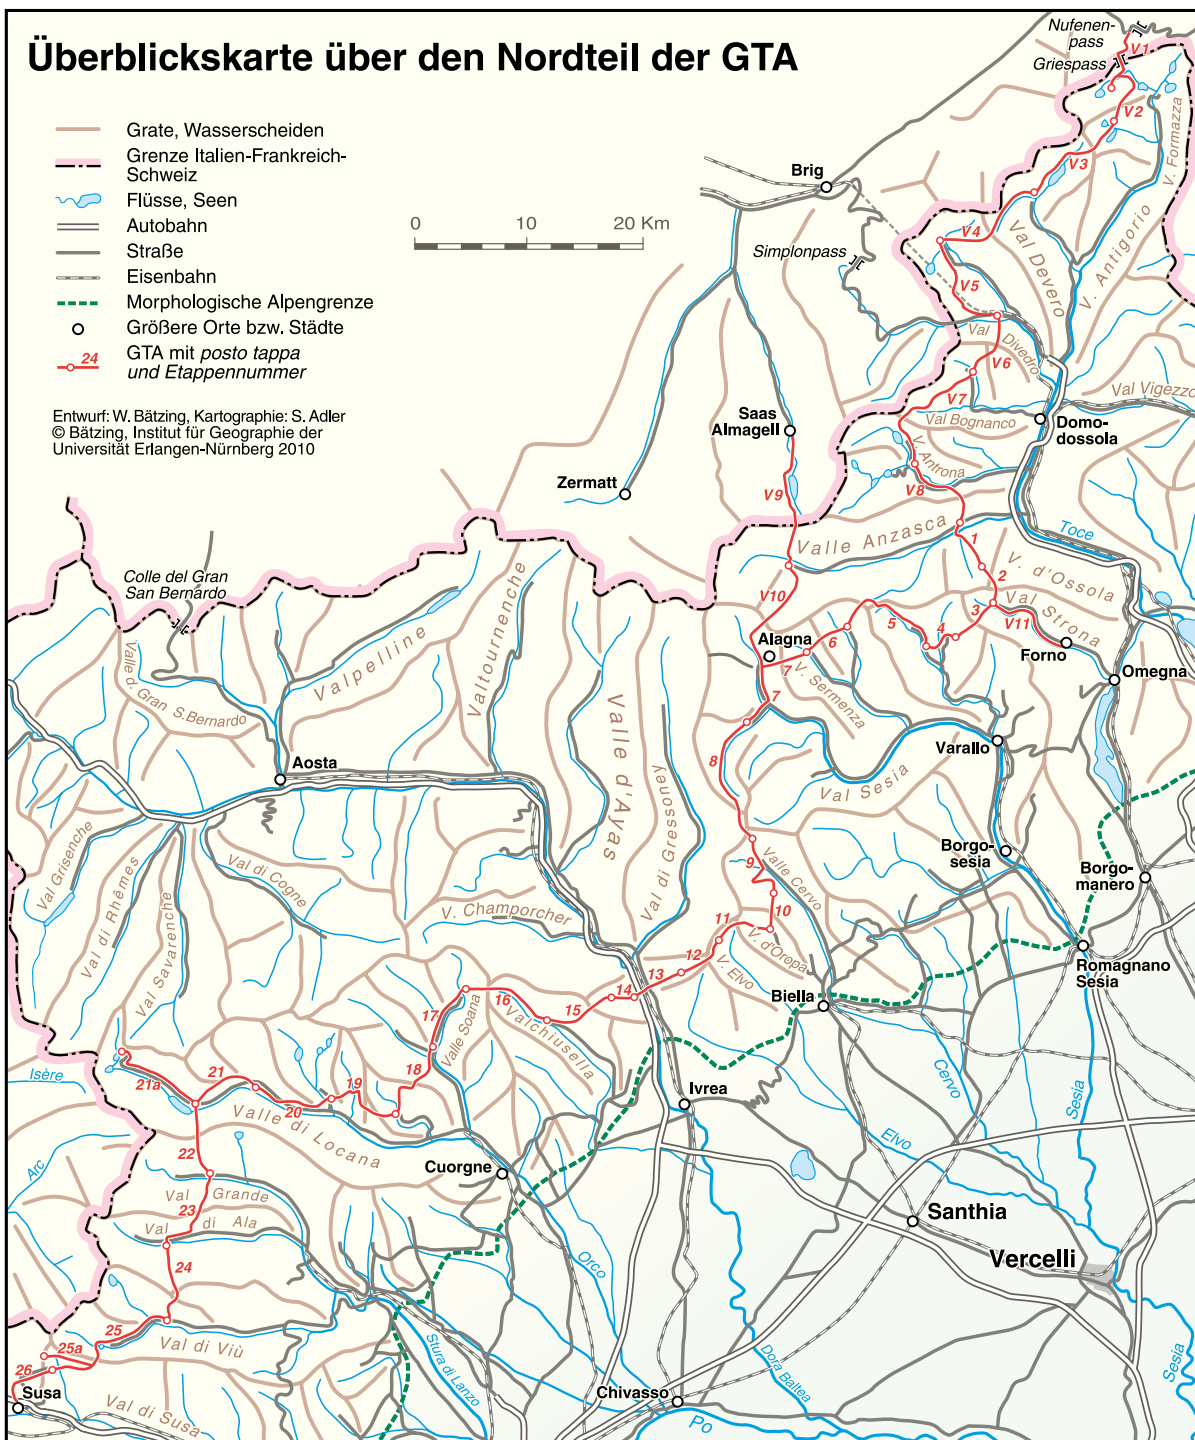 Überblickskarte über den Nordteil der GTA
Grate, Wasserscheiden
Grenze Italien-Frankreich-
Schweiz
Flüsse, Seen
Autobahn
Straße
Eisenbahn
Morphologische Alpengrenze
Größere Orte bzw. Städte
24
GTA mit posto tappa
und Etappennummer
Entwurf: W. Bätzing, Kartographie: S. Adler
© Bätzing, Institut für Geographie der
Universität Erlangen-Nürnberg 2010
0 10 20 Km
Nufenen-
pass
Griespass
V1
V2
V3
V. Formazza
Brig
Simplonpass
V4
V5
Val Devero
V. Antigorio
Val Divedro
V6
V7
Val Vigezzo
Val Bognanco
Domo-
dossola
Saas
Almagell
Zermatt
V9
V. Antrona
V8
Valle Anzasca
Toce
1
2
V. d'Ossola
3
Val Strona
V11
V10
Colle del Gran
San Bernardo
Valle d. Gran S. Bernardo
Valpelline
Valtournenche
Alagna
4
5
6
7
Forno
Omegna
V. Sermenza
7
Valle d'Ayas
Val di Gressoney
8
Varallo
Val Sesia
Aosta
Val Grisenche
Val di Rhêmes
Val Savarenche
Val di Cogne
V. Champorcher
Borgo-
sesia
Borgo-
manero
9
Valle Cervo
10
11
V. d'Oropa
V. Elvo
12
13
14
15
16
17
Valle Soana
Valchiusella
Biella
Romagnano
Sesia
18
19
20
21
21a
Isère
Valle di Locana
Ivrea
Cervo
Sesia
Elvo
Arc
22
Cuorgne
Val Grande
23
Val di Ala
Santhia
Vercelli
24
Orco
25
25a
26
Val di Viù
Susa
Val di Susa
Stura di Lanzo
Chivasso
Dora Baltea
Po
Sesia